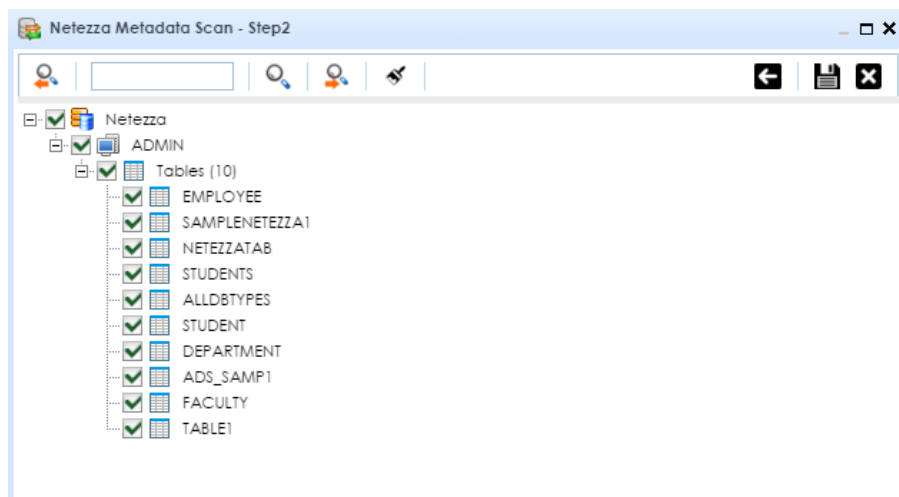 Netezza Metadata Scan - Step2
Netezza
ADMIN
Tables (10)
EMPLOYEE
SAMPLENETEZZA1
NETEZZATAB
STUDENTS
ALLDBTYPES
STUDENT
DEPARTMENT
ADS_SAMP1
FACULTY
TABLE1